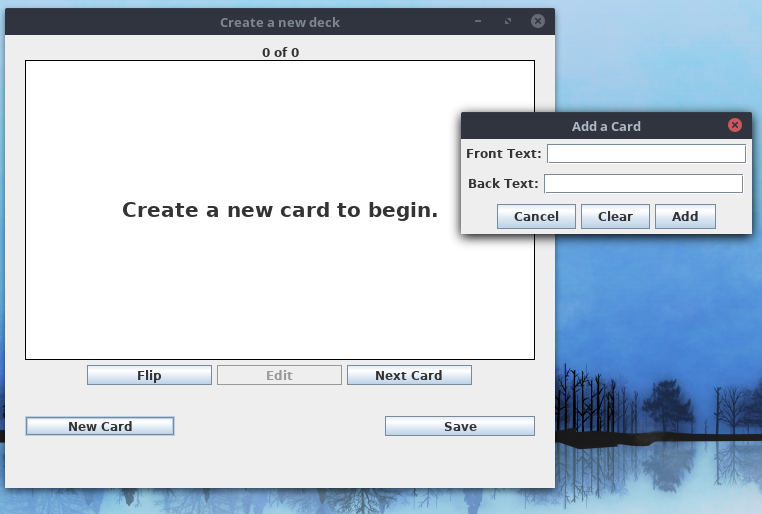 Create a new deck
0 of 0
Create a new card to begin.
Flip
Edit
Next Card
New Card
Save
Add a Card
Front Text:
Back Text:
Cancel
Clear
Add